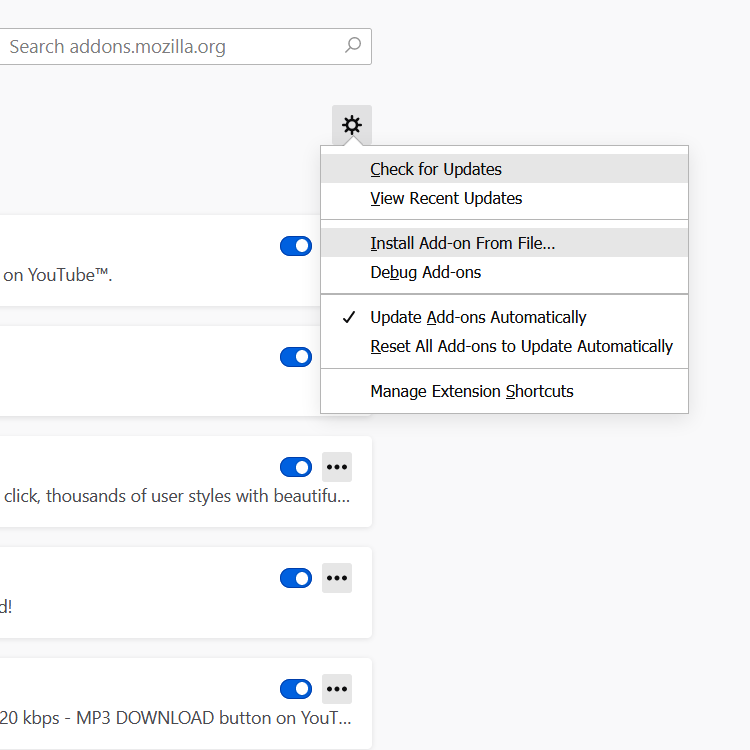 Search addons.mozilla.org
Check for Updates
View Recent Updates
Install Add-on From File...
Debug Add-ons
Update Add-ons Automatically
Reset All Add-ons to Update Automatically
Manage Extension Shortcuts
on YouTube™.
click, thousands of user styles with beautifu...
d!
20 kbps - MP3 DOWNLOAD button on YouT...